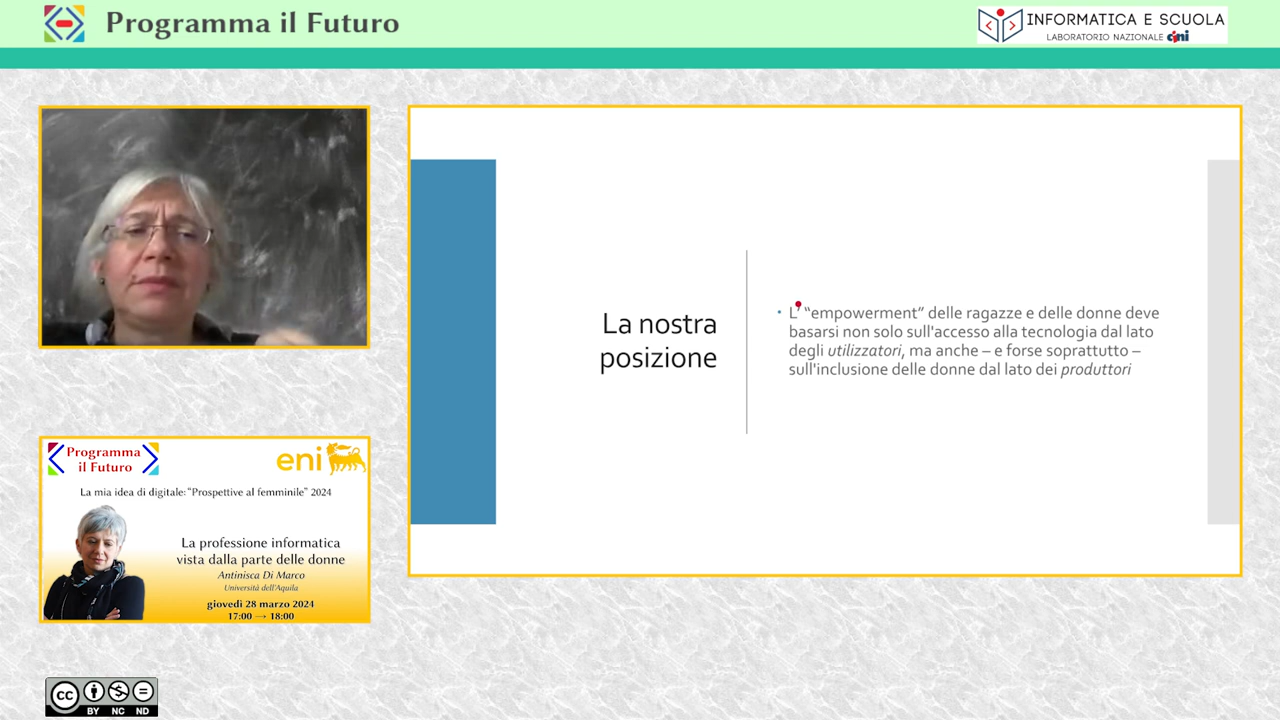 Programma il Futuro
INFORMATICA E SCUOLA
LABORATORIO NAZIONALE cini
La nostra
posizione
• L’ “empowerment” delle ragazze e delle donne deve
basarsi non solo sull'accesso alla tecnologia dal lato
degli utilizzatori, ma anche – e forse soprattutto –
sull'inclusione delle donne dal lato dei produttori
Programma
il Futuro
eni
La mia idea di digitale: “Prospettive al femminile” 2024
La professione informatica
vista dalla parte delle donne
Antinisca Di Marco
Università dell'Aquila
giovedì 28 marzo 2024
17:00 → 18:00
cc
BY NC ND